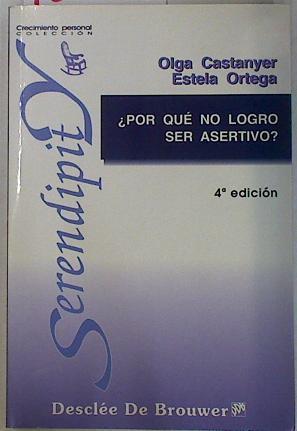 Crecimiento personal
COLECCIÓN
Serendipity
Olga Castanyer
Estela Ortega
¿POR QUÉ NO LOGRO
SER ASERTIVO?
4ª edición
Desclée De Brouwer